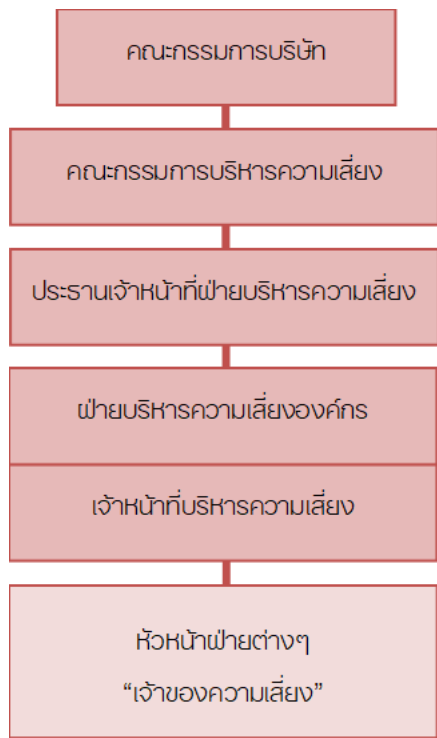 คณะกรรมการบริษัท
คณะกรรมการบริหารความเสี่ยง
ประธานเจ้าหน้าที่ฝ่ายบริหารความเสี่ยง
ฝ่ายบริหารความเสี่ยงองค์กร
เจ้าหน้าที่บริหารความเสี่ยง
หัวหน้าฝ่ายต่างๆ
“เจ้าของความเสี่ยง”